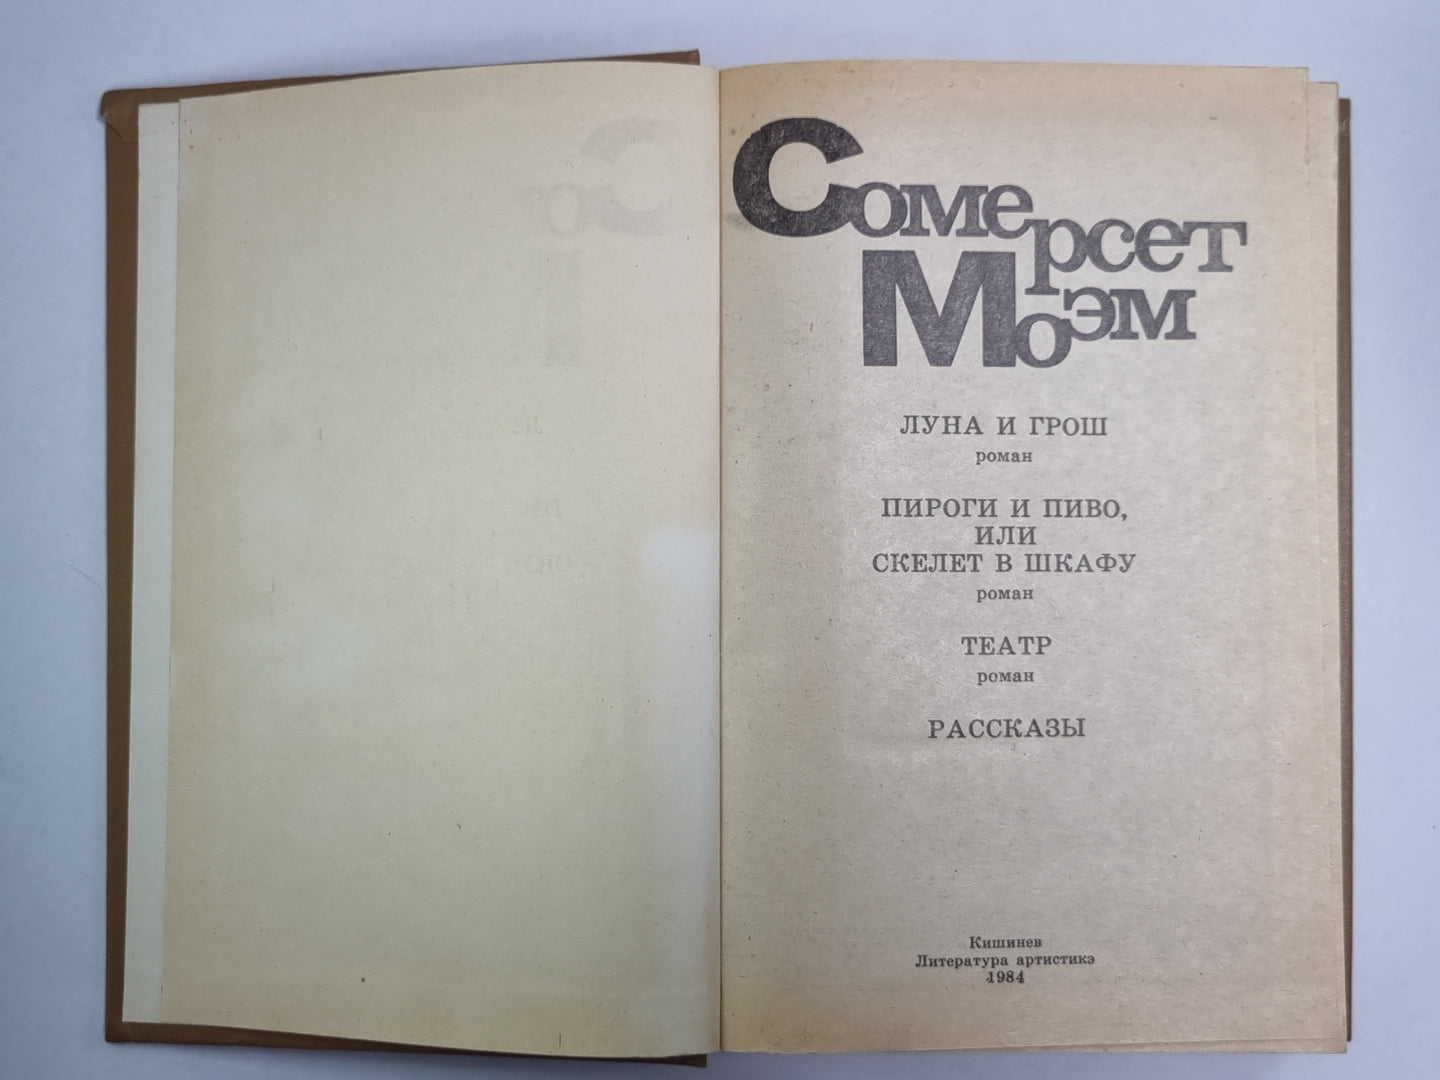 Сомерсет
Моэм
ЛУНА И ГРОШ
роман
ПИРОГИ И ПИВО,
ИЛИ
СКЕЛЕТ В ШКАФУ
роман
ТЕАТР
роман
РАССКАЗЫ
Кишинев
Литература артистикэ
1984